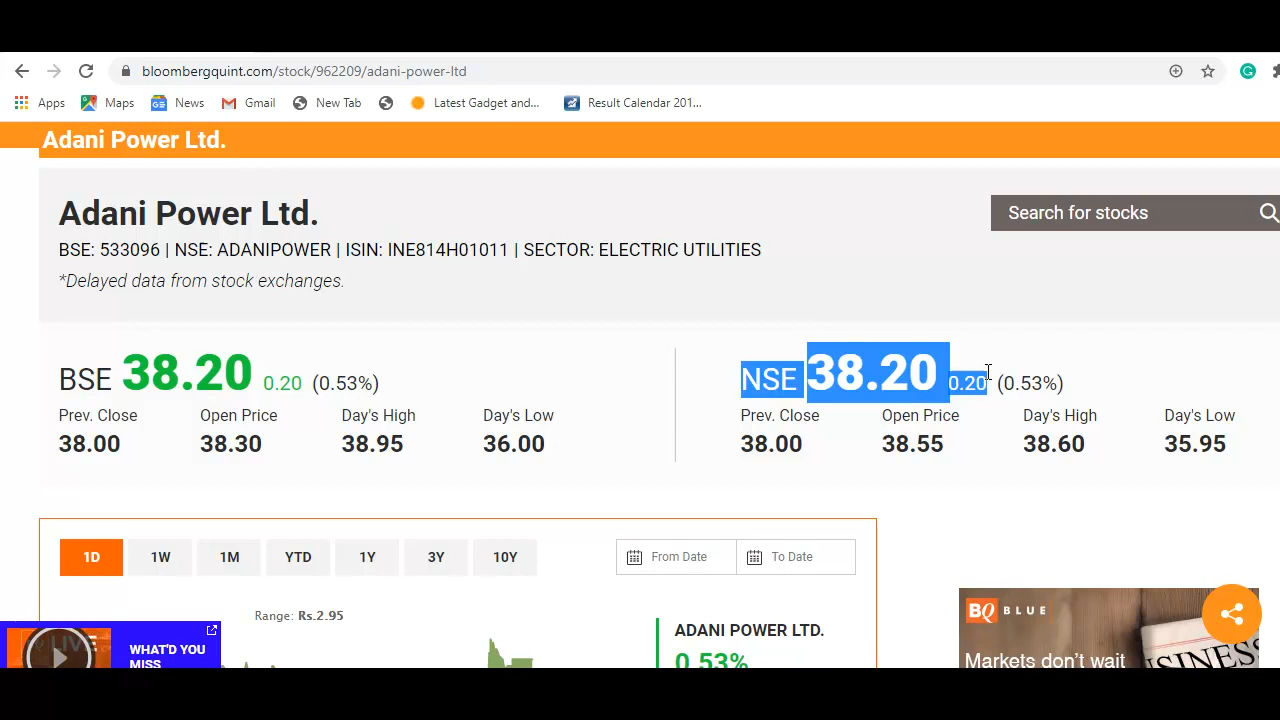 bloombergquint.com/stock/962209/adani-power-ltd
Apps Maps News Gmail New Tab Latest Gadget and... Result Calendar 201...
Adani Power Ltd.
Adani Power Ltd.
Search for stocks
BSE: 533096 | NSE: ADANIPOWER | ISIN: INE814H01011 | SECTOR: ELECTRIC UTILITIES
*Delayed data from stock exchanges.
BSE 38.20 0.20 (0.53%)
Prev. Close Open Price Day's High Day's Low
38.00 38.30 38.95 36.00
NSE 38.20 0.20 (0.53%)
Prev. Close Open Price Day's High Day's Low
38.00 38.55 38.60 35.95
1D 1W 1M YTD 1Y 3Y 10Y From Date To Date
Range: Rs.2.95
ADANI POWER LTD.
0.53%
LIVE
WHAT'D YOU
MISS
BQ BLUE
Markets don't wait
BUSINESS